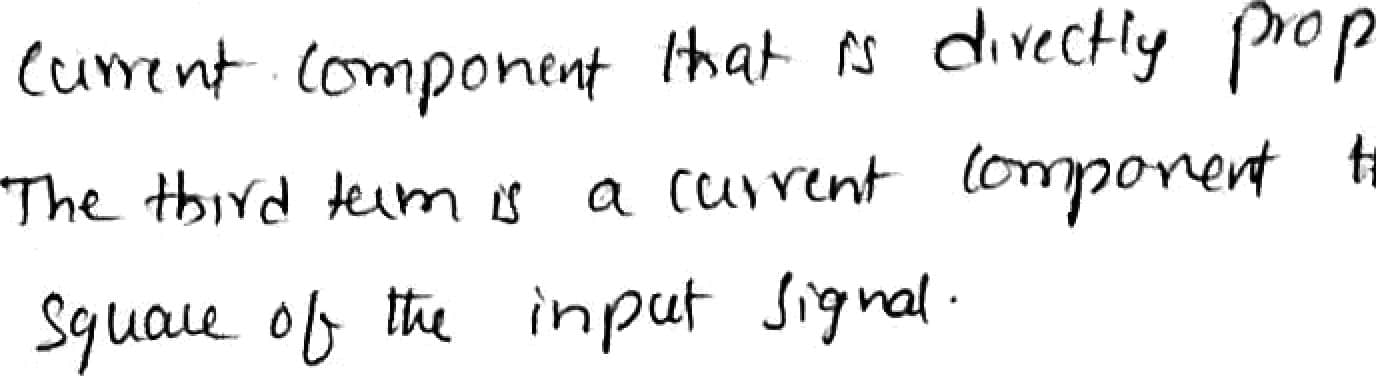 current component that is directly prop
The third term is a current component t
square of the input signal.